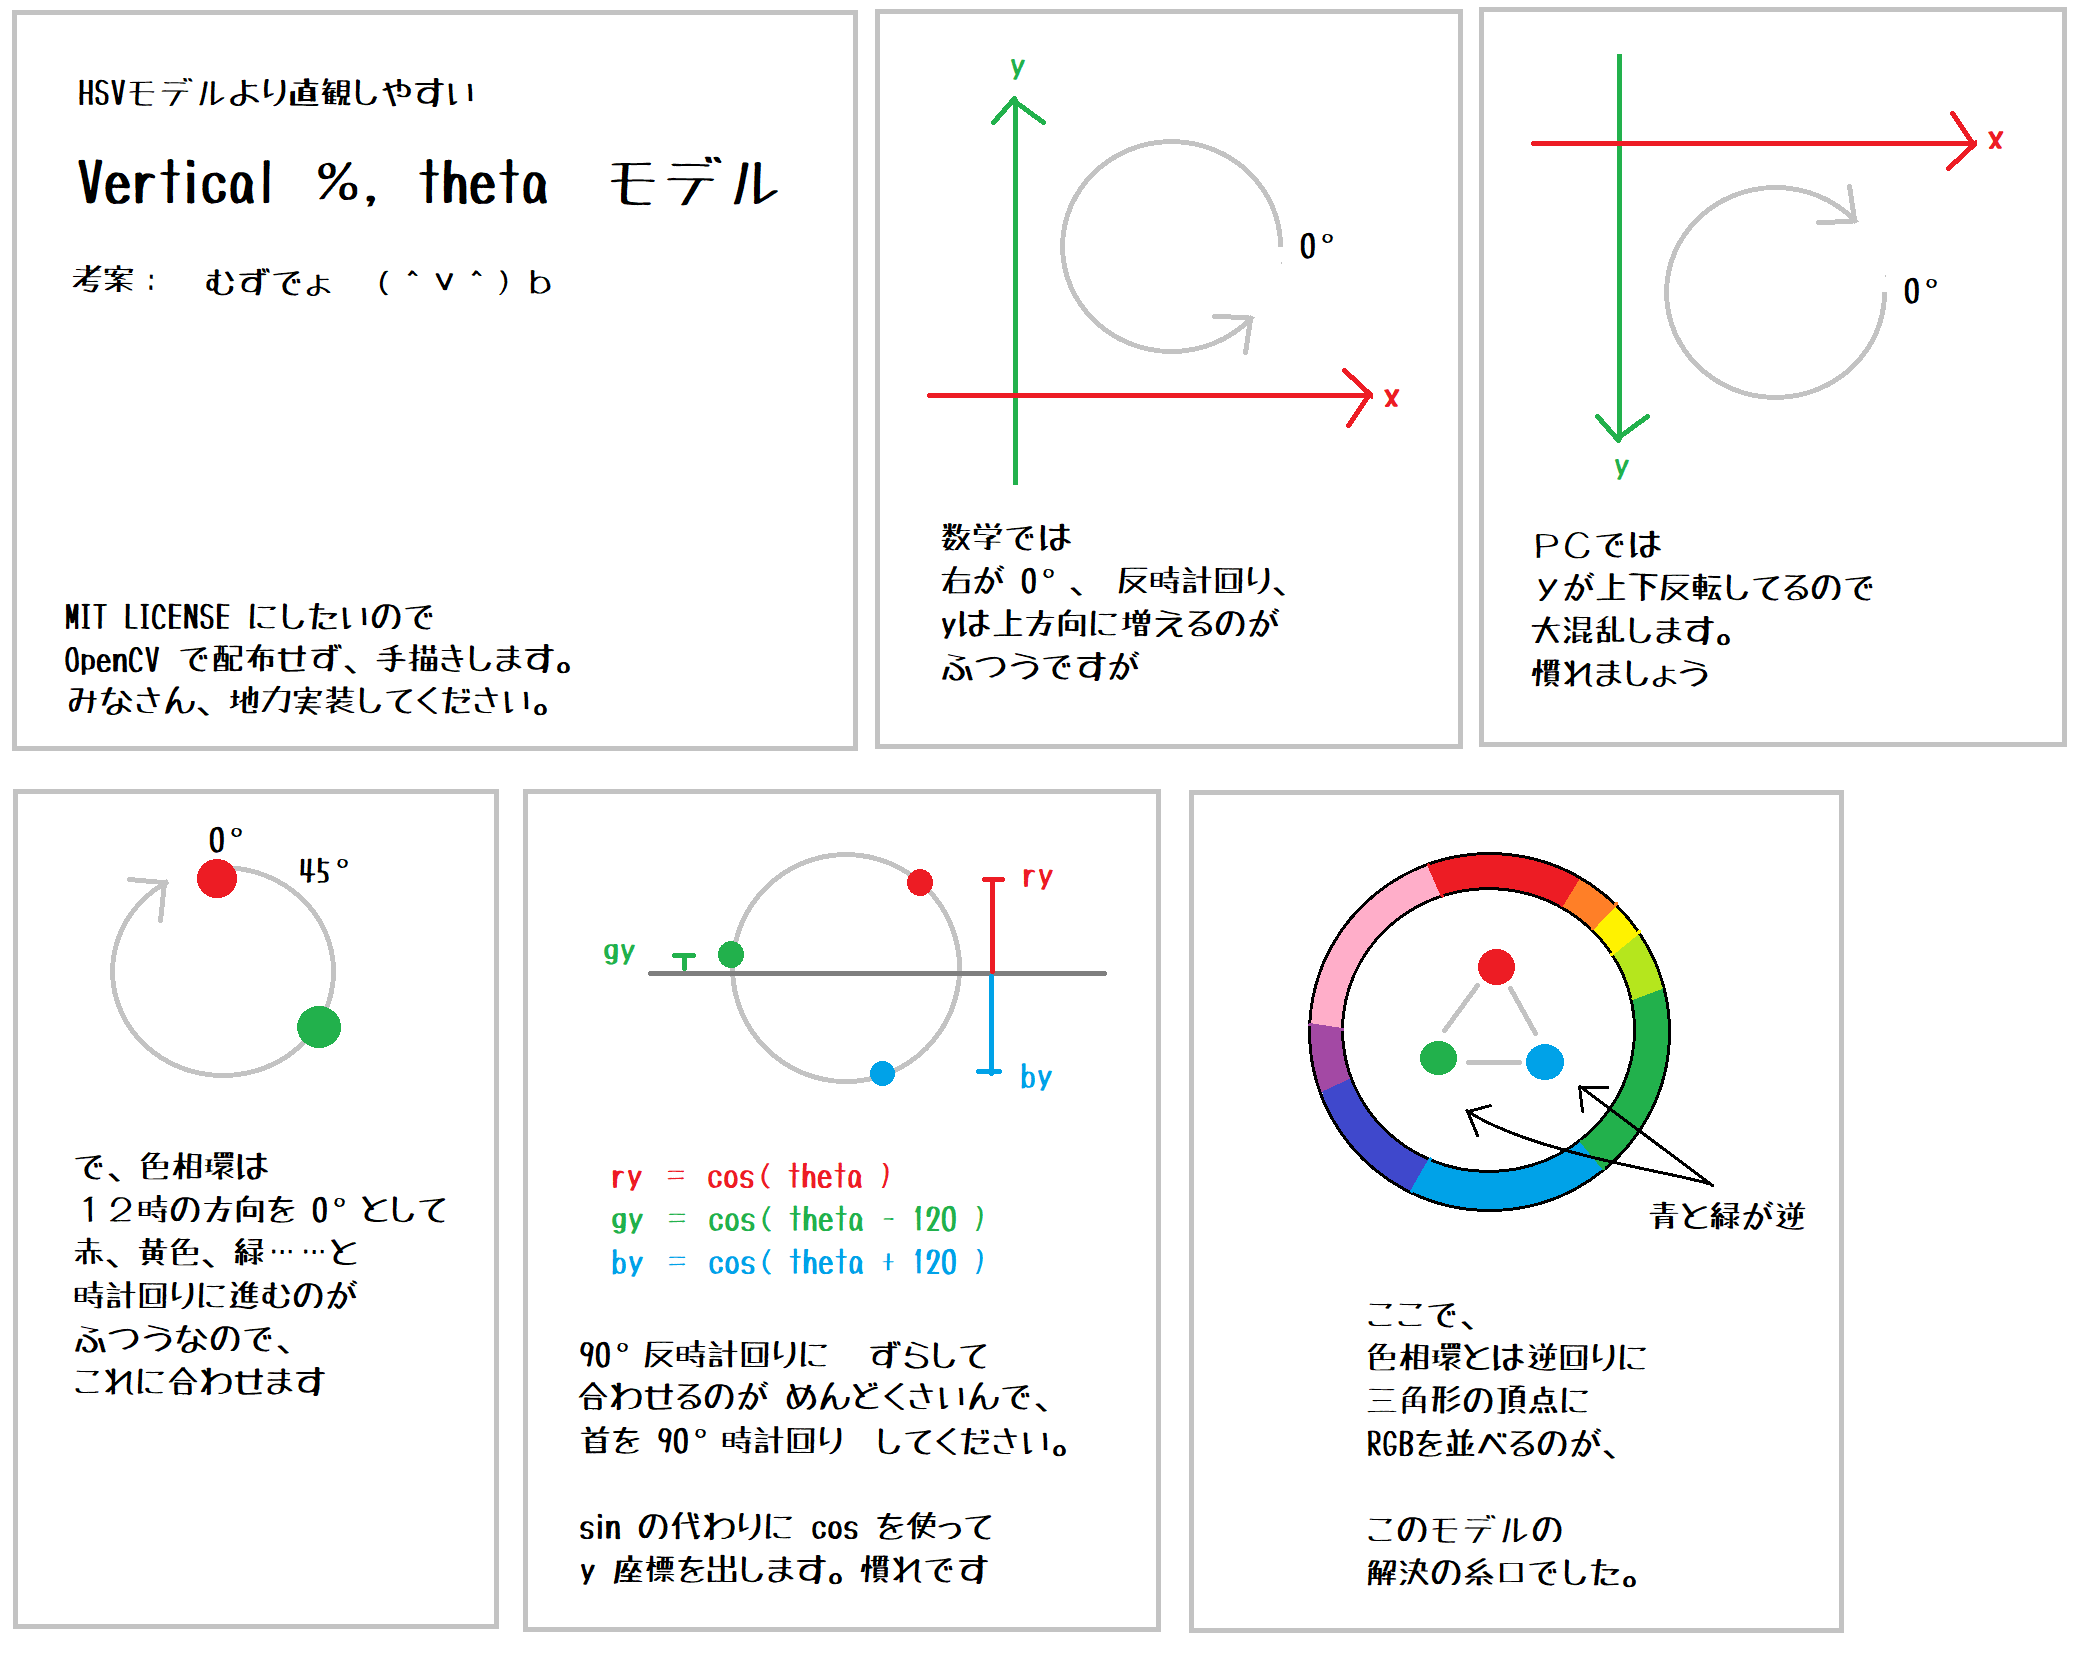 HSVモデルより直観しやすい
Vertical %, theta モデル
考案： むずでょ （＾∨＾）ｂ
MIT LICENSE にしたいので
OpenCV で配布せず、手描きします。
みなさん、地力実装してください。
y
0°
x
数学では
右が 0°、 反時計回り、
yは上方向に増えるのが
ふつうですが
x
0°
y
ＰＣでは
ｙが上下反転してるので
大混乱します。
慣れましょう
0°
45°
で、色相環は
１２時の方向を 0°として
赤、黄色、緑……と
時計回りに進むのが
ふつうなので、
これに合わせます
ry
gy
by
ry = cos( theta )
gy = cos( theta - 120 )
by = cos( theta + 120 )
90°反時計回りに ずらして
合わせるのが めんどくさいんで、
首を 90°時計回り してください。
sin の代わりに cos を使って
y 座標を出します。慣れです
青と緑が逆
ここで、
色相環とは逆回りに
三角形の頂点に
RGBを並べるのが、
このモデルの
解決の糸口でした。